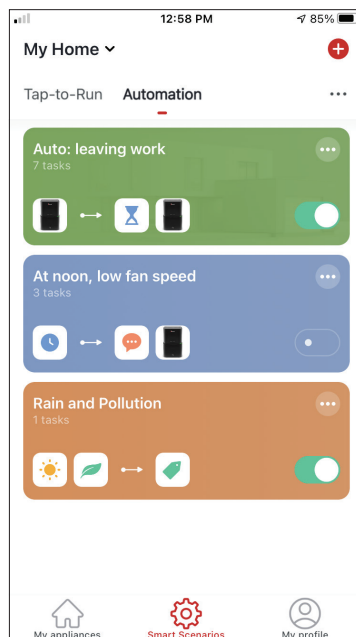 12:58 PM
85%
My Home
Tap-to-Run
Automation
Auto: leaving work
7 tasks
At noon, low fan speed
3 tasks
Rain and Pollution
1 tasks
My appliances
Smart Scenarios
My profile